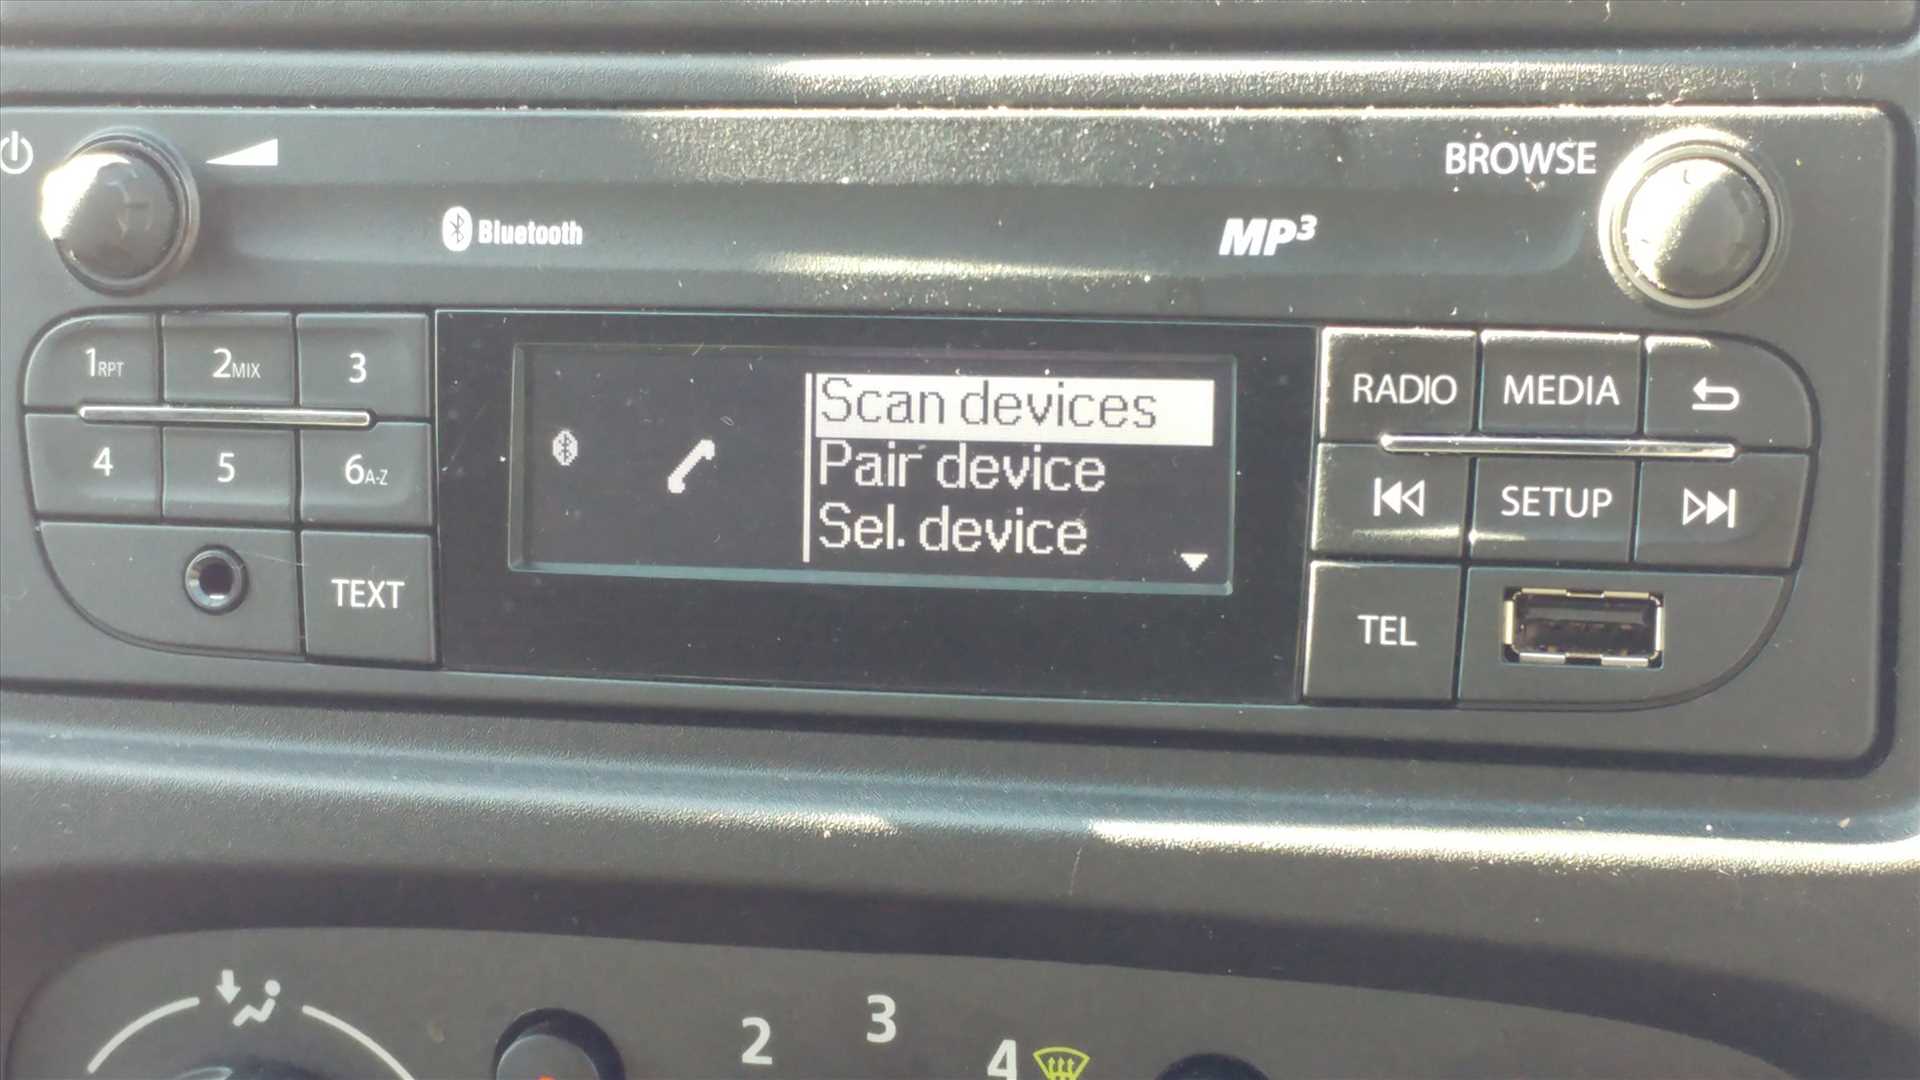 BROWSE
Bluetooth
MP3
1RPT
2MIX
3
Scan devices
Pair device
Sel. device
RADIO
MEDIA
4
5
6A-Z
SETUP
TEXT
TEL
2
3
4